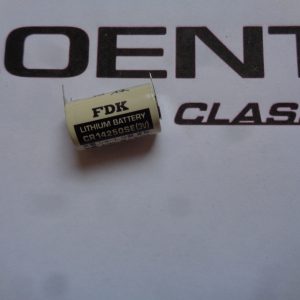 OENT
CLAS
FDK
LITHIUM BATTERY
CR14250SE(3V)